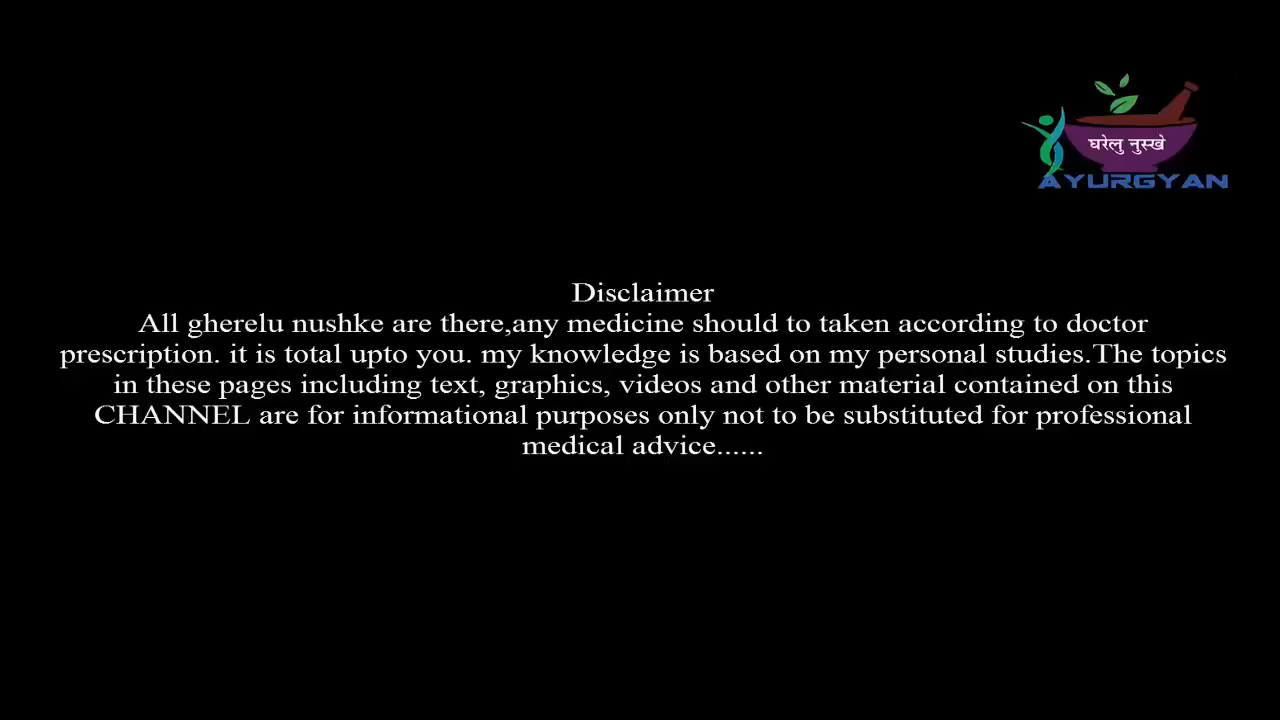 घरेलु नुस्खे
AYURGYAN
Disclaimer
All gherelu nushke are there,any medicine should to taken according to doctor
prescription. it is total upto you. my knowledge is based on my personal studies.The topics
in these pages including text, graphics, videos and other material contained on this
CHANNEL are for informational purposes only not to be substituted for professional
medical advice......